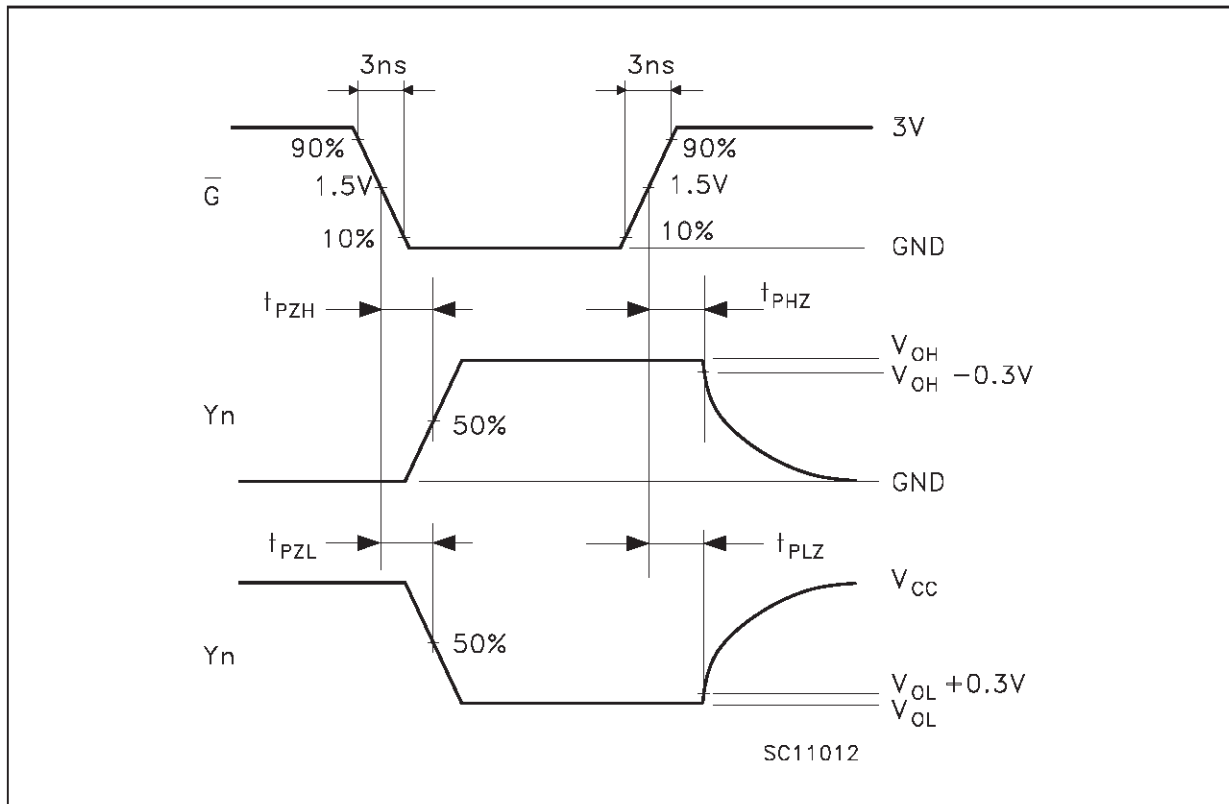 3ns 3ns
3V
90% 90%
G̅ 1.5V 1.5V
10% 10%
GND
tPZH tPHZ
VOH
VOH −0.3V
Yn 50%
GND
tPZL tPLZ
VCC
50%
Yn
VOL +0.3V
VOL
SC11012